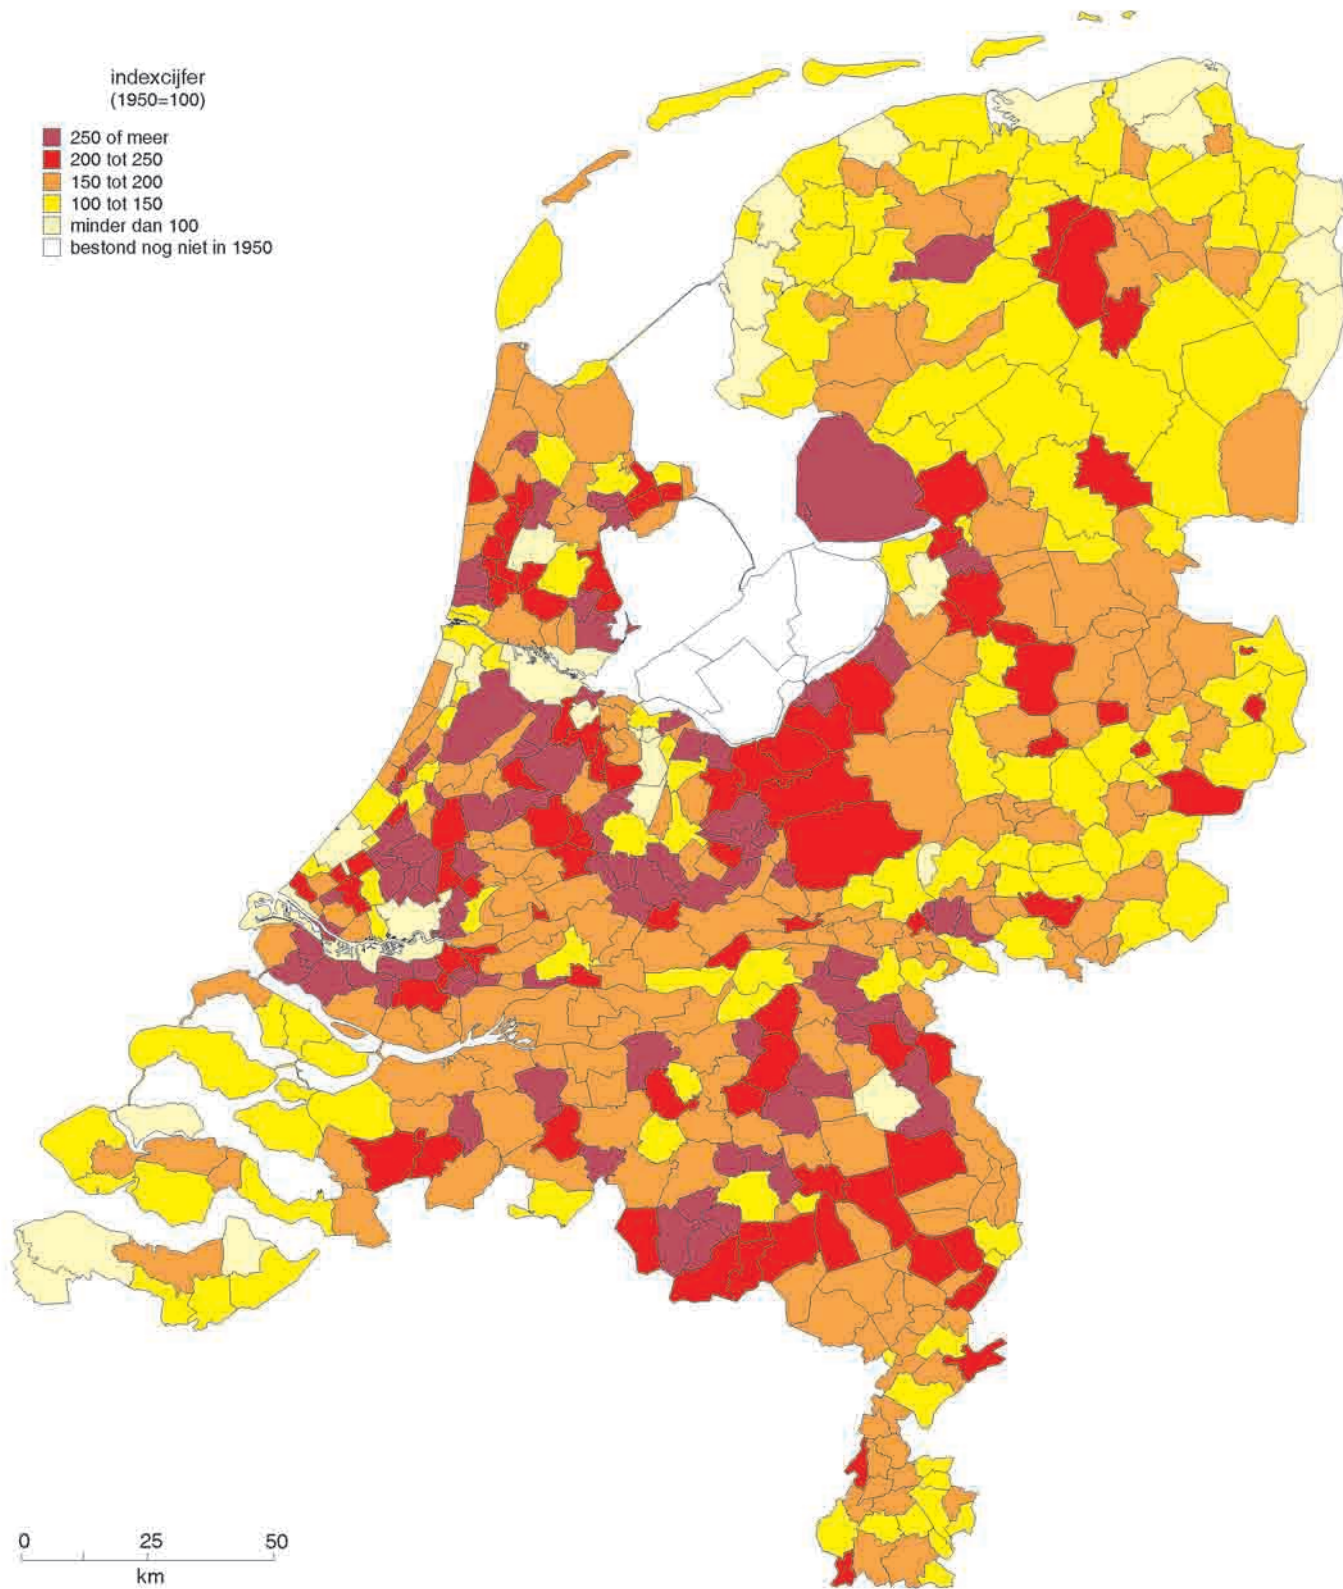 indexcijfer
(1950=100)
250 of meer
200 tot 250
150 tot 200
100 tot 150
minder dan 100
bestond nog niet in 1950
0 25 50
km